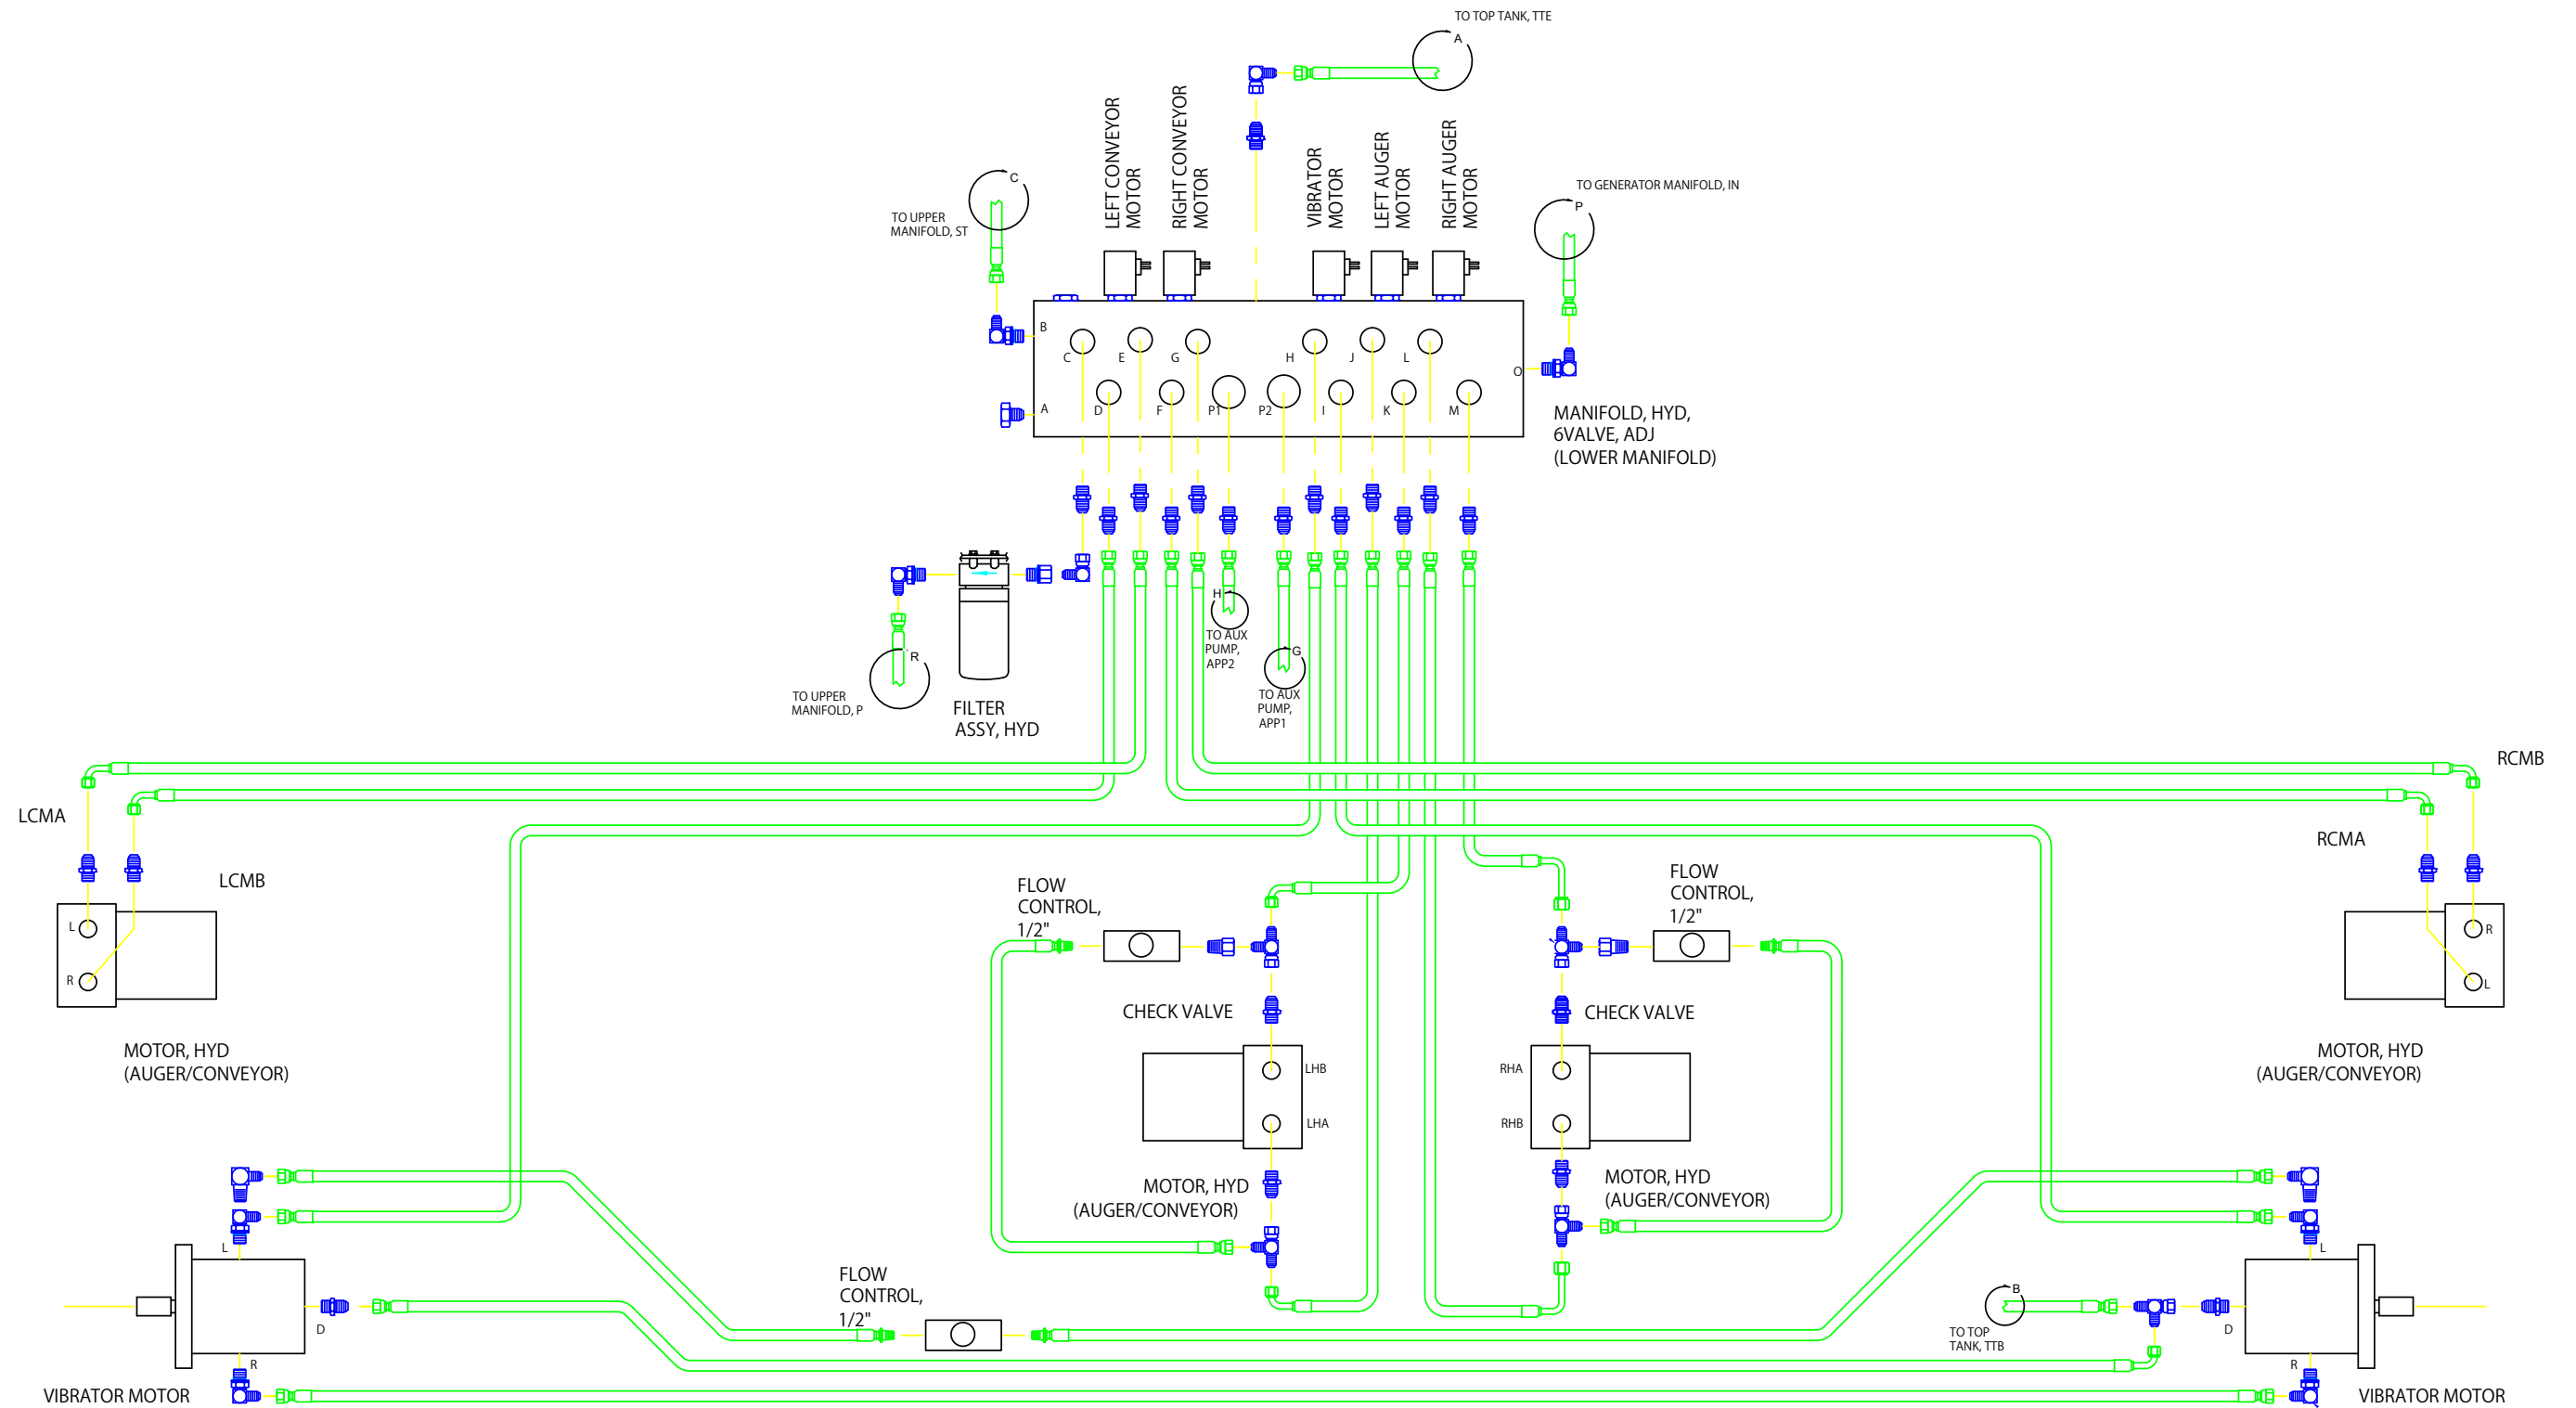 TO TOP TANK, TTE
A
LEFT CONVEYOR
MOTOR
RIGHT CONVEYOR
MOTOR
VIBRATOR
MOTOR
LEFT AUGER
MOTOR
RIGHT AUGER
MOTOR
C
TO UPPER
MANIFOLD, ST
TO GENERATOR MANIFOLD, IN
P
B
A
C
E
G
H
J
L
O
D
F
P1
P2
I
K
M
MANIFOLD, HYD,
6VALVE, ADJ
(LOWER MANIFOLD)
R
TO UPPER
MANIFOLD, P
FILTER
ASSY, HYD
H
TO AUX
PUMP,
APP2
G
TO AUX
PUMP,
APP1
LCMA
LCMB
L
R
MOTOR, HYD
(AUGER/CONVEYOR)
RCMB
RCMA
R
L
MOTOR, HYD
(AUGER/CONVEYOR)
FLOW
CONTROL,
1/2"
FLOW
CONTROL,
1/2"
CHECK VALVE
CHECK VALVE
LHB
LHA
RHA
RHB
MOTOR, HYD
(AUGER/CONVEYOR)
MOTOR, HYD
(AUGER/CONVEYOR)
L
D
R
VIBRATOR MOTOR
FLOW
CONTROL,
1/2"
B
TO TOP
TANK, TTB
L
D
R
VIBRATOR MOTOR